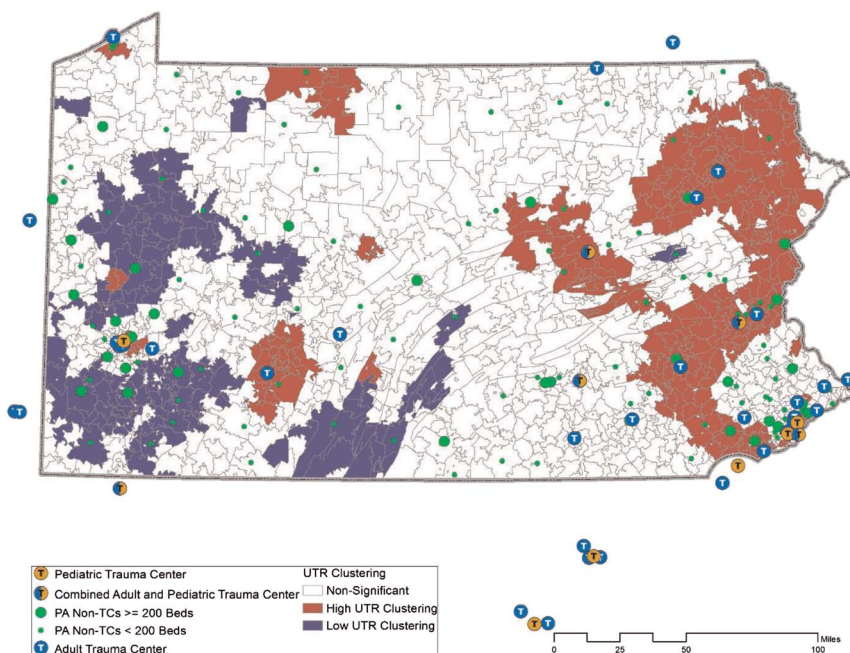 T Pediatric Trauma Center
T Combined Adult and Pediatric Trauma Center
PA Non-TCs >= 200 Beds
PA Non-TCs < 200 Beds
T Adult Trauma Center
UTR Clustering
Non-Significant
High UTR Clustering
Low UTR Clustering
Miles
0 25 50 100